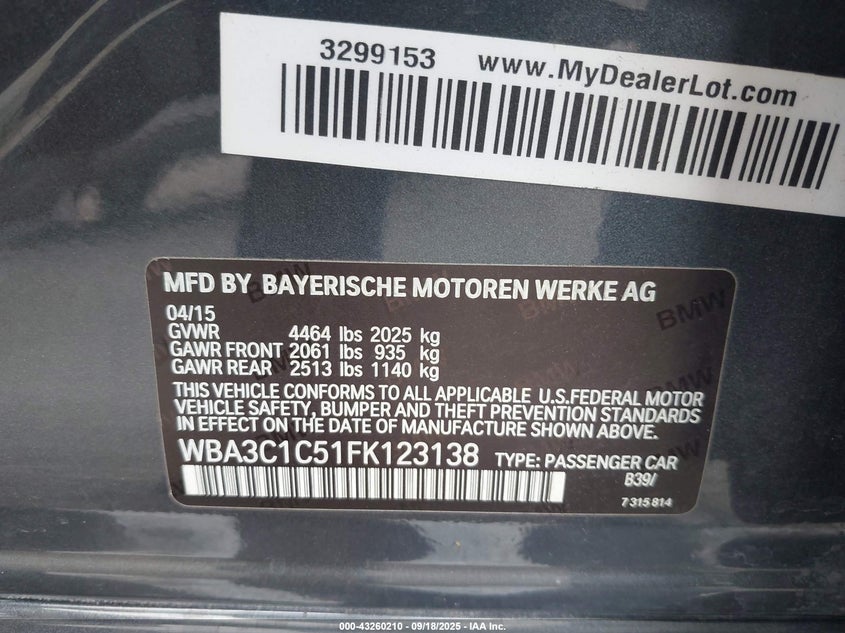 3299153 www.MyDealerLot.com
MFD BY BAYERISCHE MOTOREN WERKE AG
04/15
GVWR 4464 lbs 2025 kg
GAWR FRONT 2061 lbs 935 kg
GAWR REAR 2513 lbs 1140 kg
THIS VEHICLE CONFORMS TO ALL APPLICABLE U.S.FEDERAL MOTOR
VEHICLE SAFETY, BUMPER AND THEFT PREVENTION STANDARDS
IN EFFECT ON THE DATE OF MANUFACTURE SHOWN ABOVE.
WBA3C1C51FK123138 TYPE: PASSENGER CAR
B39/
7 315 814
000-43260210 - 09/18/2025 - IAA Inc.